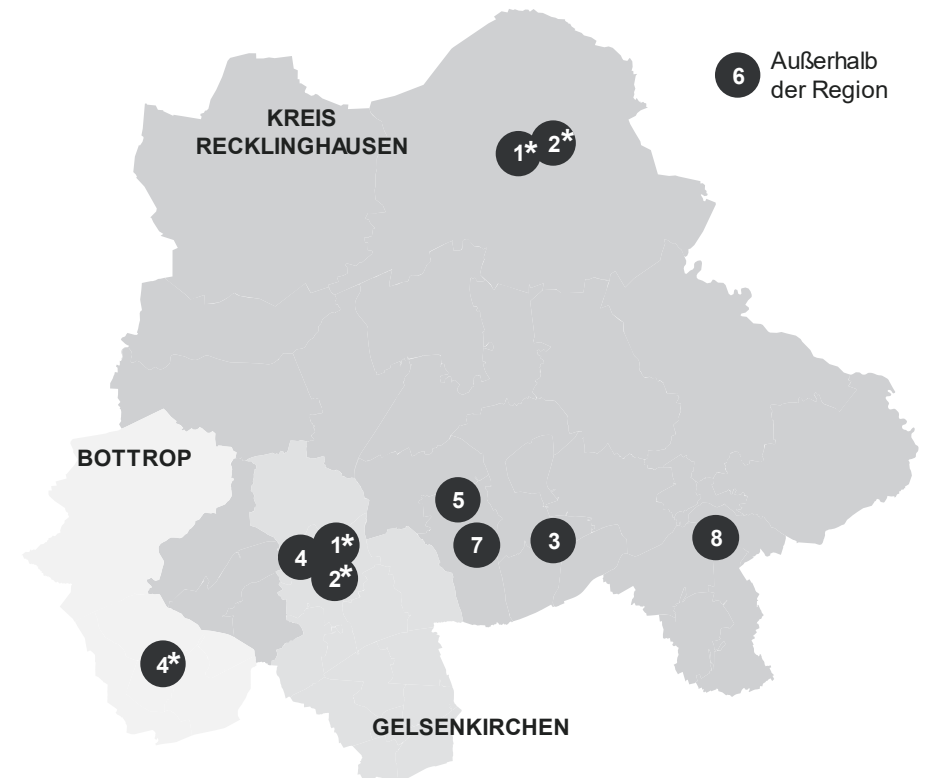 6 Außerhalb
der Region
KREIS
RECKLINGHAUSEN
1* 2*
BOTTROP
5
7
3
8
4
1*
2*
4*
GELSENKIRCHEN